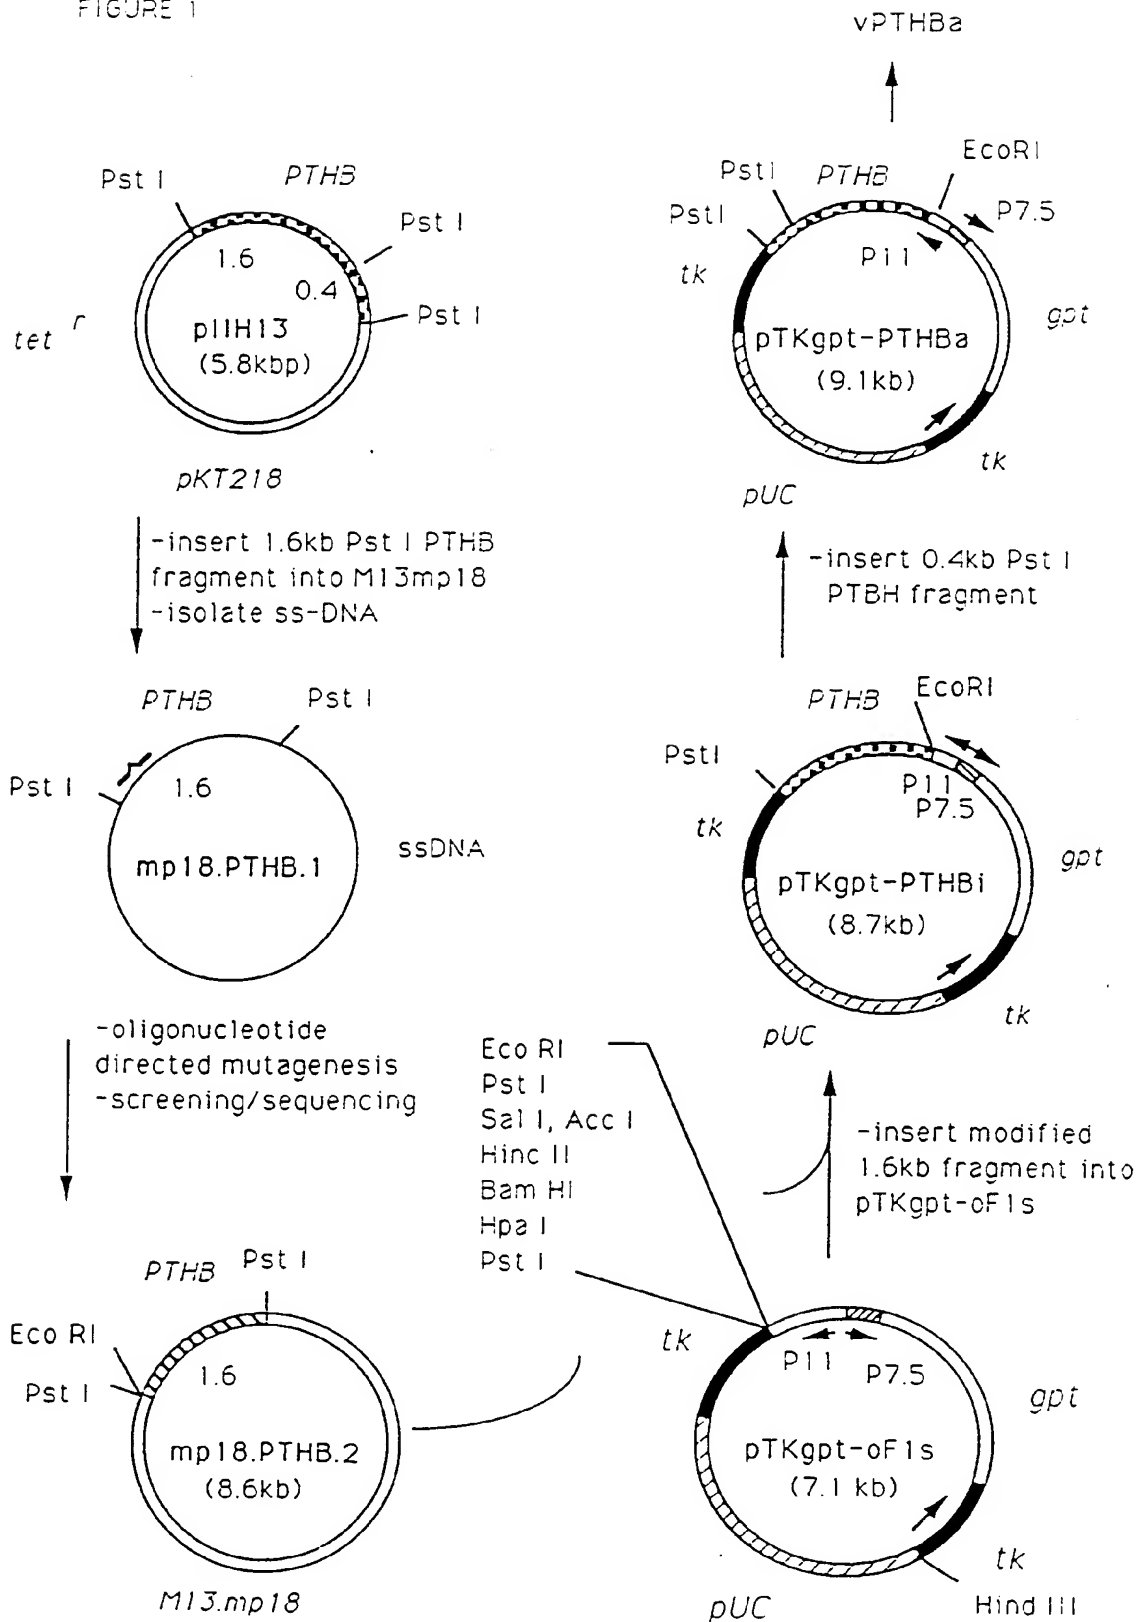 FIGURE 1
Pst I
PTHB
Pst I
1.6
0.4
Pst I
tet r
pIIH13
(5.8kbp)
pKT218
-insert 1.6kb Pst I PTHB
fragment into M13mp18
-isolate ss-DNA
PTHB
Pst I
Pst I
1.6
ssDNA
mp18.PTHB.1
-oligonucleotide
directed mutagenesis
-screening/sequencing
PTHB
Pst I
Eco RI
Pst I
1.6
mp18.PTHB.2
(8.6kb)
M13.mp18
Eco RI
Pst I
Sal I, Acc I
Hinc II
Bam HI
Hpa I
Pst I
tk
P11
P7.5
gpt
pTKgpt-oF1s
(7.1 kb)
tk
Hind III
pUC
-insert modified
1.6kb fragment into
pTKgpt-oF1s
PTHB
EcoRI
PstI
P11
P7.5
tk
gpt
pTKgpt-PTHBi
(8.7kb)
tk
pUC
-insert 0.4kb Pst I
PTBH fragment
vPTHBa
EcoRI
PstI
PTHB
P7.5
PstI
P11
tk
gpt
pTKgpt-PTHBa
(9.1kb)
tk
pUC